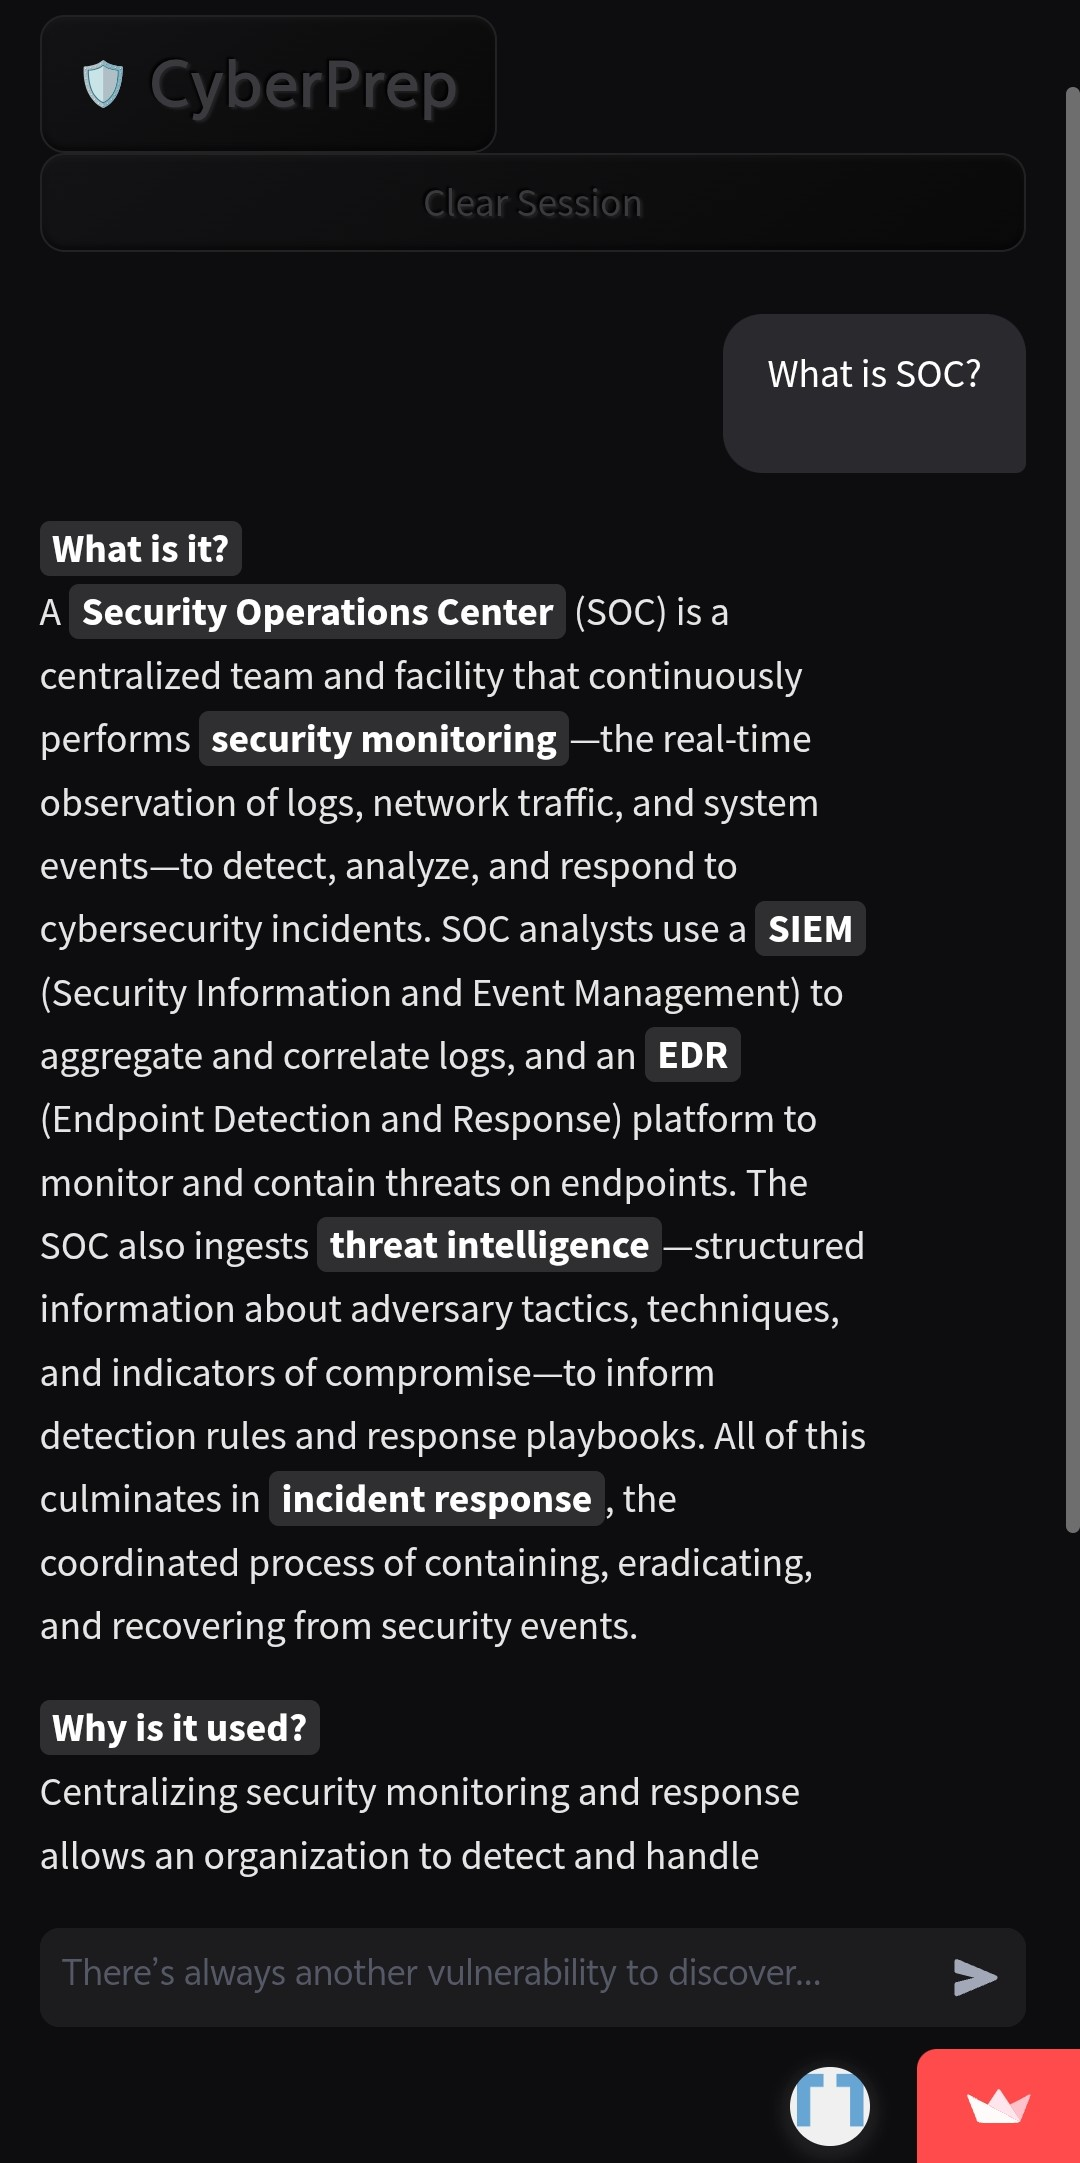 CyberPrep
Clear Session
What is SOC?
What is it?
A Security Operations Center (SOC) is a
centralized team and facility that continuously
performs security monitoring—the real-time
observation of logs, network traffic, and system
events—to detect, analyze, and respond to
cybersecurity incidents. SOC analysts use a SIEM
(Security Information and Event Management) to
aggregate and correlate logs, and an EDR
(Endpoint Detection and Response) platform to
monitor and contain threats on endpoints. The
SOC also ingests threat intelligence—structured
information about adversary tactics, techniques,
and indicators of compromise—to inform
detection rules and response playbooks. All of this
culminates in incident response, the
coordinated process of containing, eradicating,
and recovering from security events.
Why is it used?
Centralizing security monitoring and response
allows an organization to detect and handle
There’s always another vulnerability to discover...